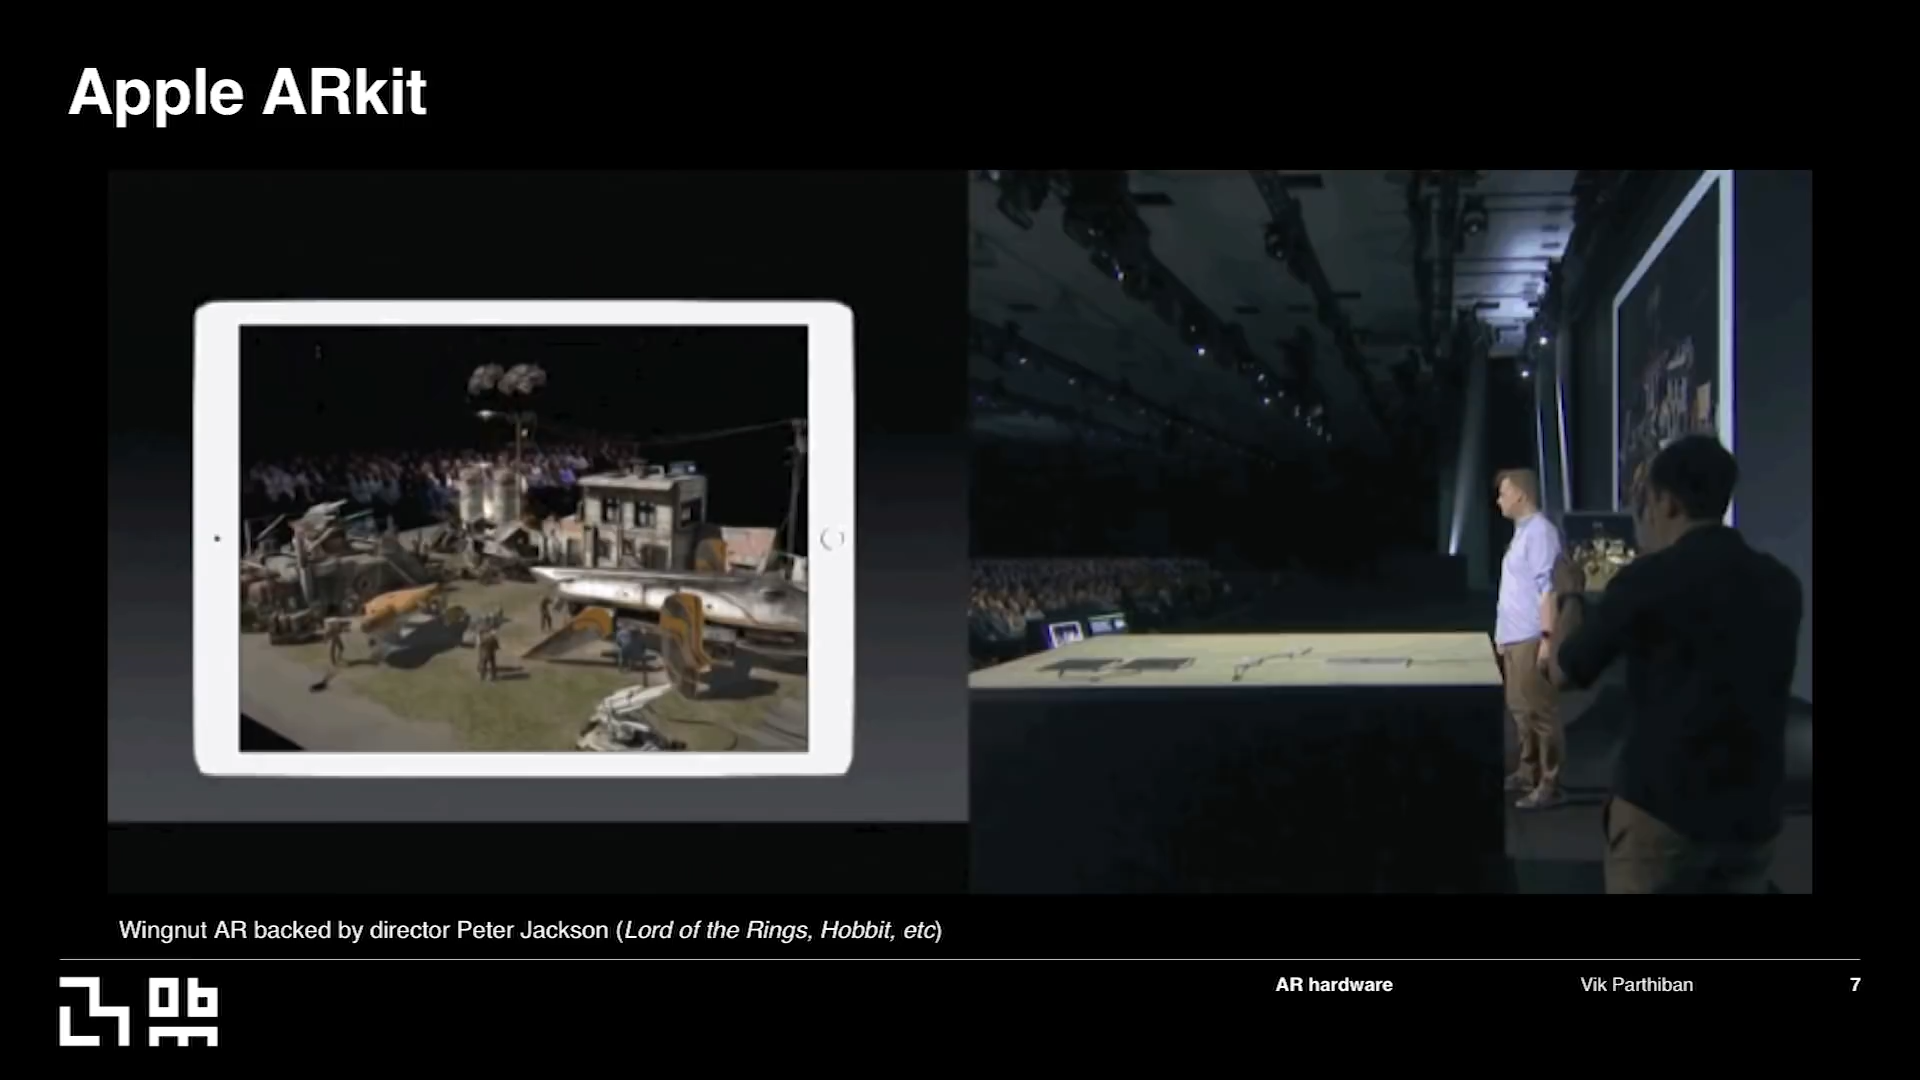 Apple ARkit
Wingnut AR backed by director Peter Jackson (Lord of the Rings, Hobbit, etc)
AR hardware
Vik Parthiban
7